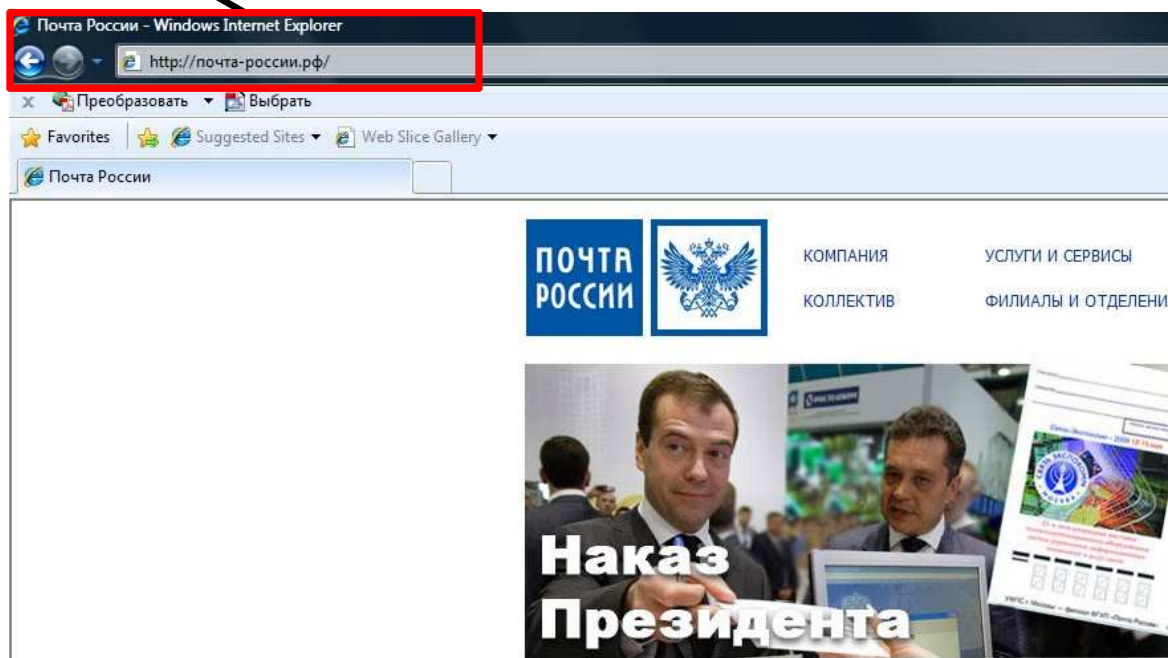 Почта России - Windows Internet Explorer
http://почта-россии.рф/
x Преобразовать Выбрать
Favorites Suggested Sites Web Slice Gallery
Почта России
ПОЧТА
РОССИИ
КОМПАНИЯ УСЛУГИ И СЕРВИСЫ
КОЛЛЕКТИВ ФИЛИАЛЫ И ОТДЕЛЕНИ
Наказ
Президента